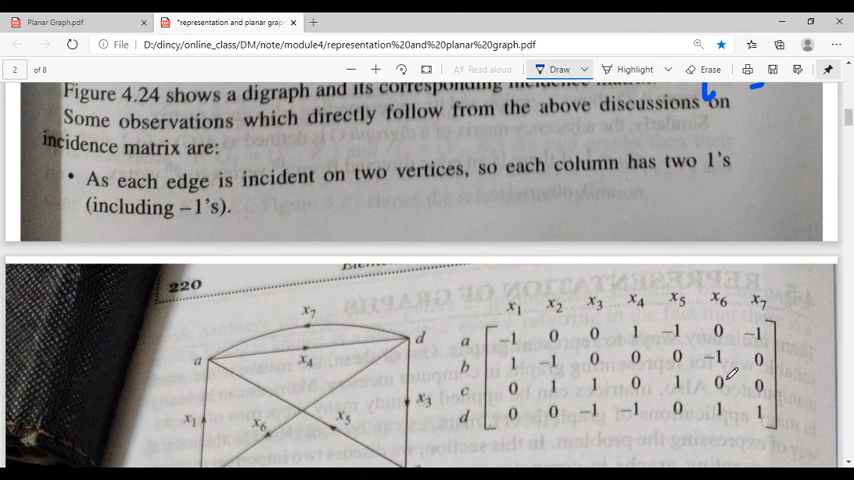 Planar Graph.pdf
*representation and planar graph.
File D:/dincy/online_class/DM/note/module4/representation%20and%20planar%20graph.pdf
2 of 8
Read aloud
Draw
Highlight
Erase
Figure 4.24 shows a digraph and its corresponding incidence
Some observations which directly follow from the above discussions on
incidence matrix are:
• As each edge is incident on two vertices, so each column has two 1's
(including –1's).
220
x1 x2 x3 x4 x5 x6 x7
a -1 0 0 1 -1 0 -1
b 1 -1 0 0 0 -1 0
c 0 1 1 0 1 0 0
d 0 0 -1 -1 0 1 1
x7
a
d
x4
x3
x1
x6
x5